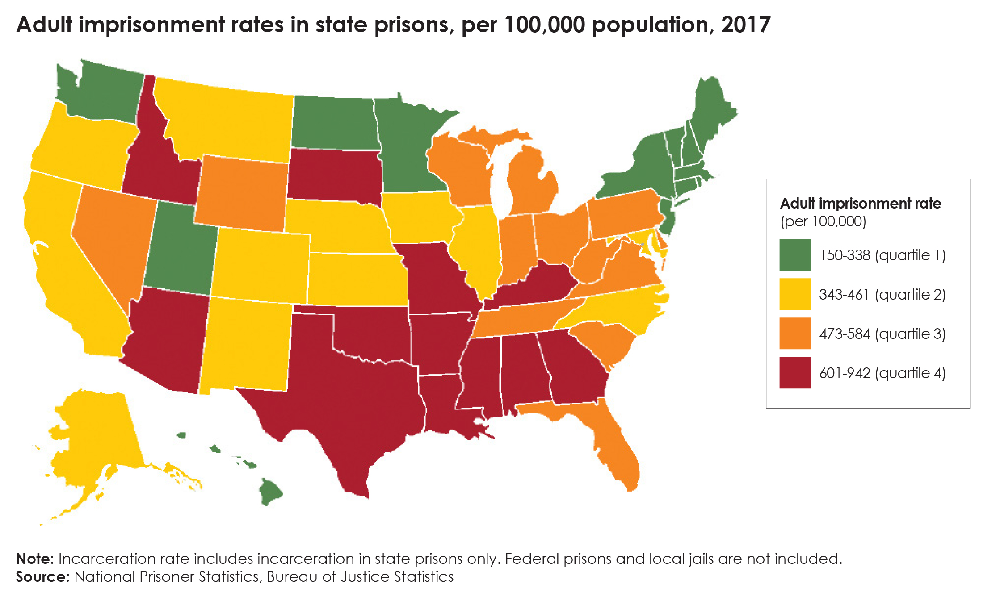 Adult imprisonment rates in state prisons, per 100,000 population, 2017
Adult imprisonment rate
(per 100,000)
150-338 (quartile 1)
343-461 (quartile 2)
473-584 (quartile 3)
601-942 (quartile 4)
Note: Incarceration rate includes incarceration in state prisons only. Federal prisons and local jails are not included.
Source: National Prisoner Statistics, Bureau of Justice Statistics